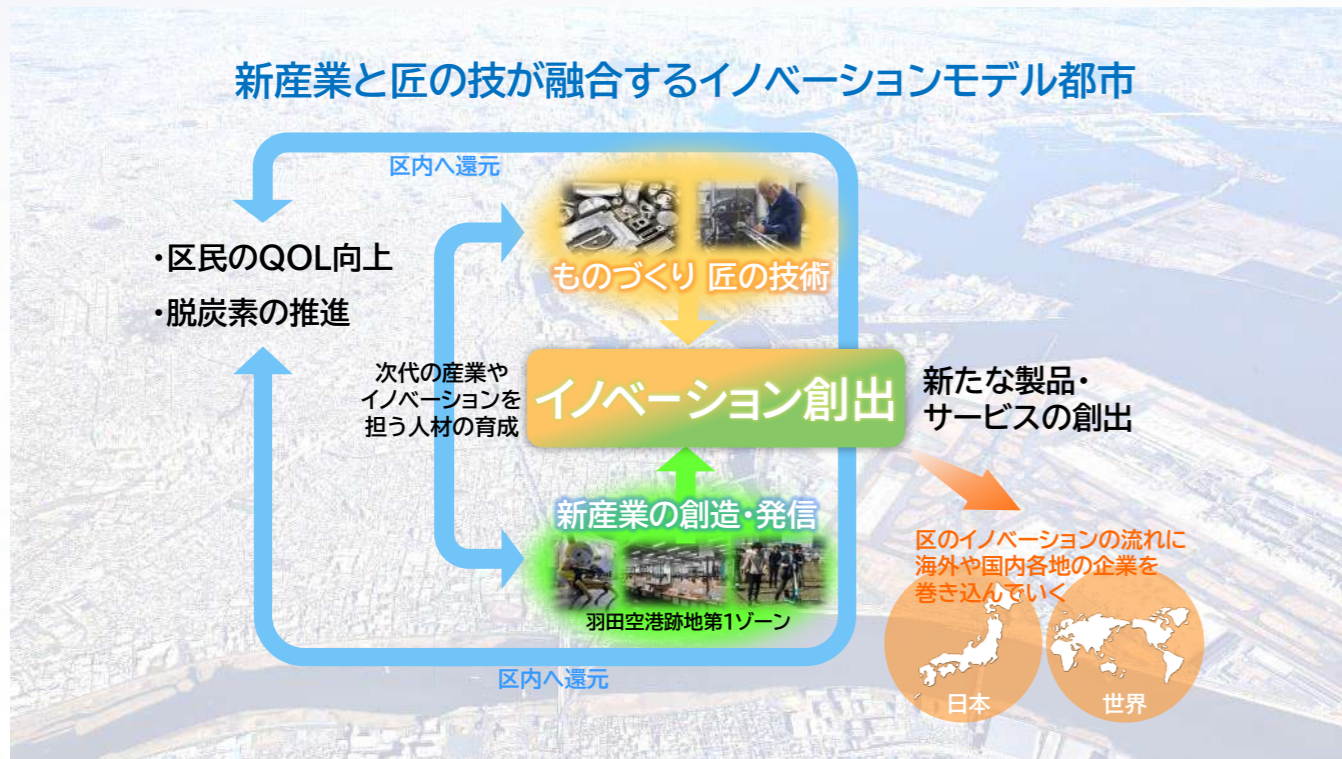 新産業と匠の技が融合するイノベーションモデル都市
区内へ還元
・区民のQOL向上
・脱炭素の推進
ものづくり 匠の技術
次代の産業や
イノベーションを
担う人材の育成
イノベーション創出
新たな製品・
サービスの創出
新産業の創造・発信
羽田空港跡地第1ゾーン
区内へ還元
区のイノベーションの流れに
海外や国内各地の企業を
巻き込んでいく
日本
世界